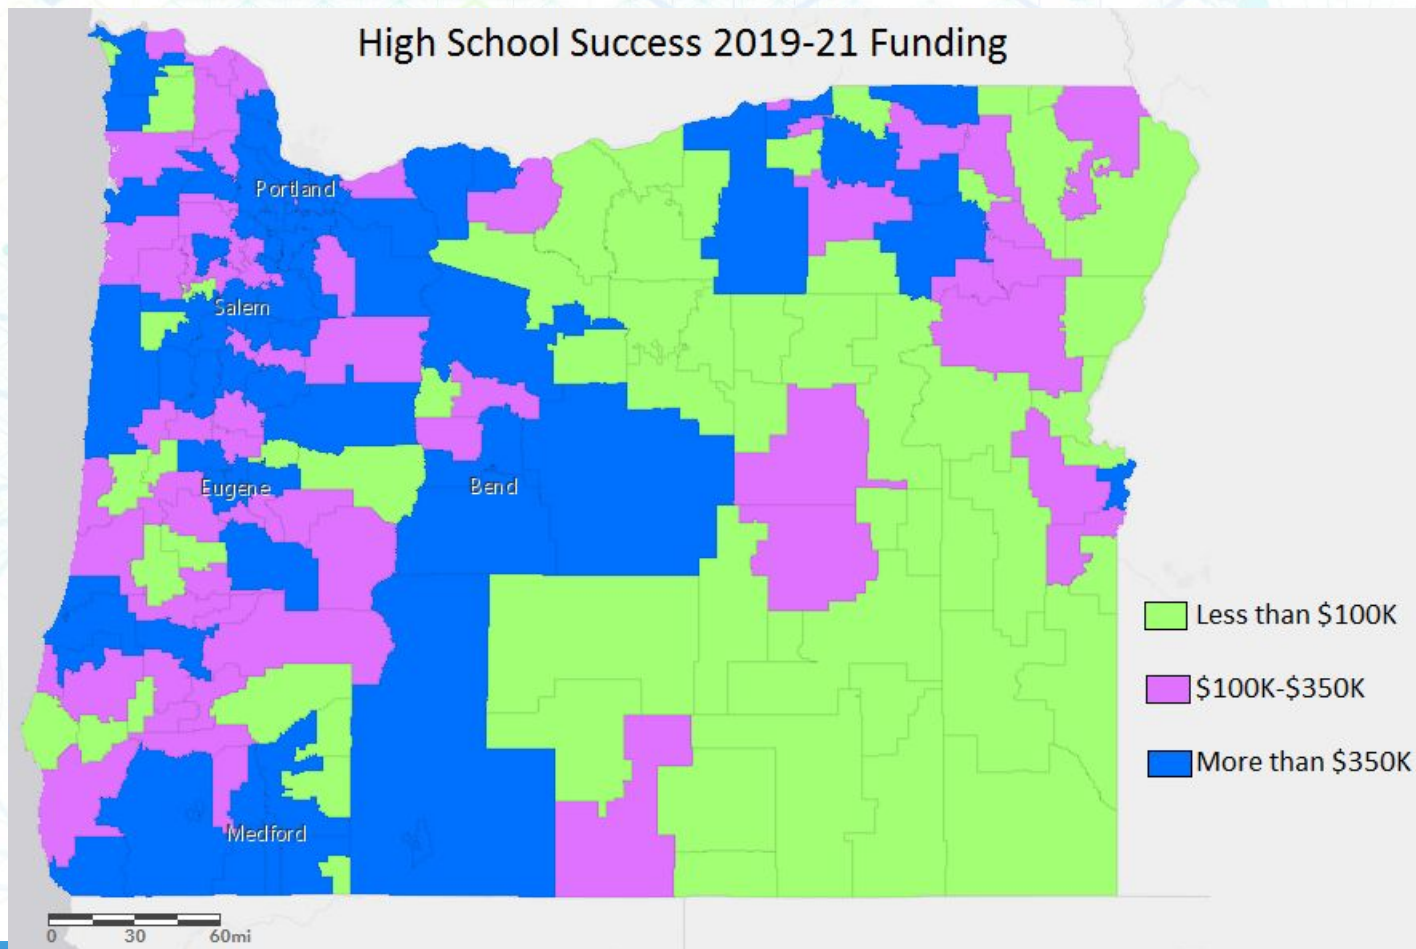 High School Success 2019-21 Funding
Portland
Salem
Eugene
Bend
Medford
Less than $100K
$100K-$350K
More than $350K
0 30 60mi